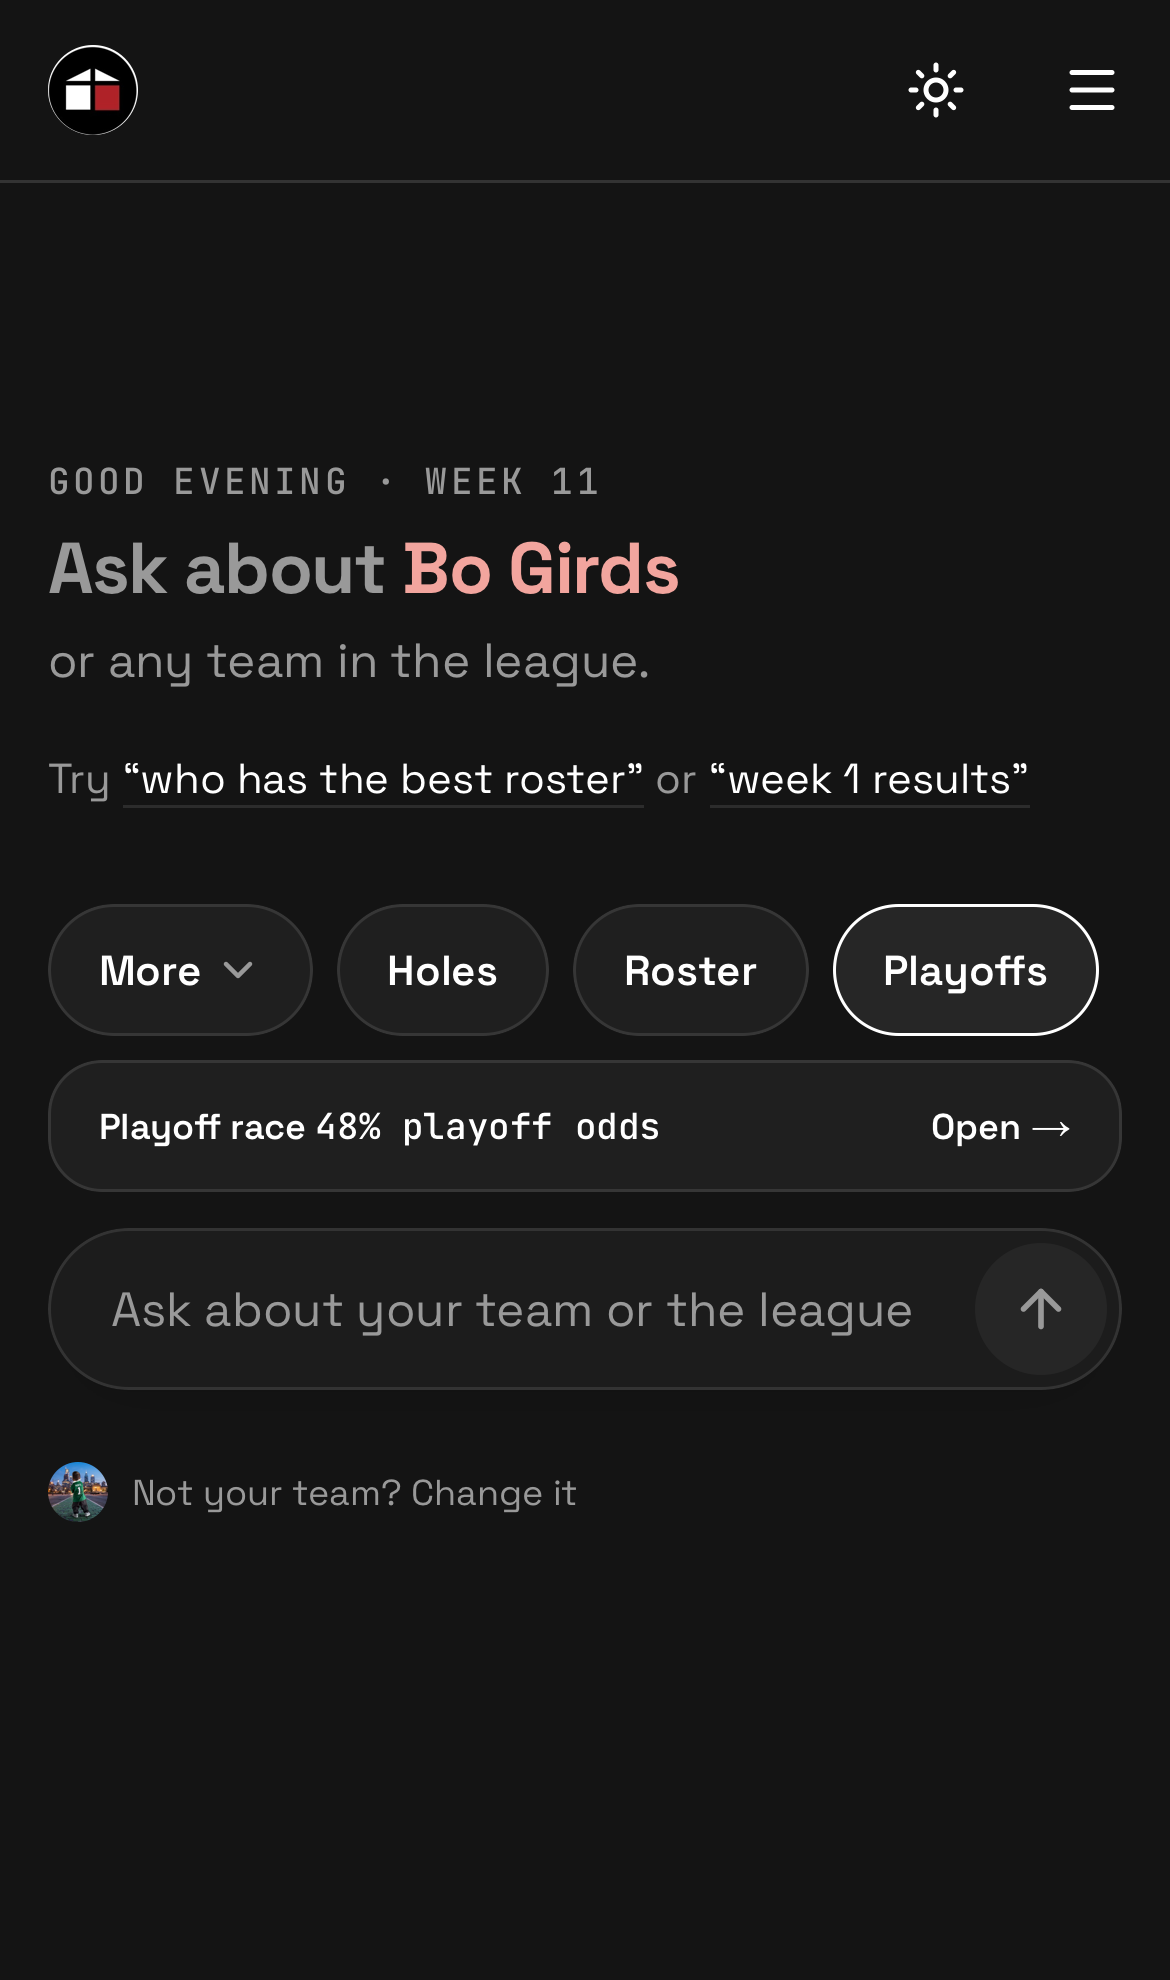 GOOD EVENING · WEEK 11
Ask about Bo Girds
or any team in the league.
Try “who has the best roster” or “week 1 results”
More Holes Roster Playoffs
Playoff race 48% playoff odds Open →
Ask about your team or the league
Not your team? Change it